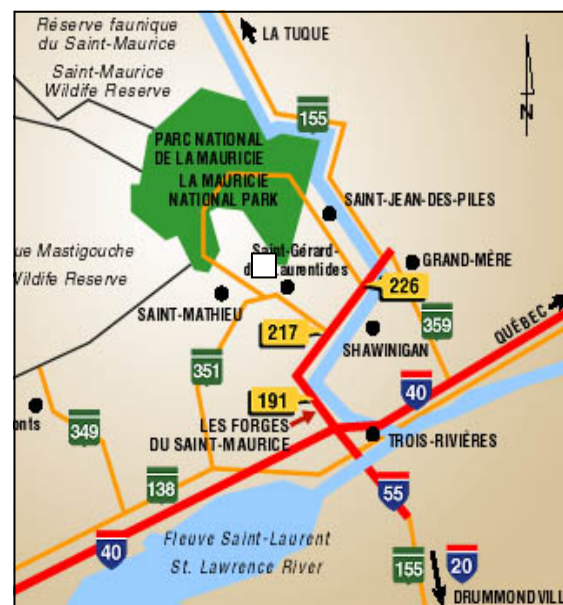 Réserve faunique
du Saint-Maurice
Saint-Maurice
Wildife Reserve
LA TUQUE
N
155
PARC NATIONAL
DE LA MAURICIE
LA MAURICIE
NATIONAL PARK
SAINT-JEAN-DES-PILES
ue Mastigouche
Wildife Reserve
Saint-Gérard-
d Laurentides
GRAND-MÈRE
226
SAINT-MATHIEU
217
SHAWINIGAN
359
QUÉBEC
351
40
191
349
onts
LES FORGES
DU SAINT-MAURICE
TROIS-RIVIÈRES
138
55
40
Fleuve Saint-Laurent
St. Lawrence River
155
20
DRUMMONDVILL